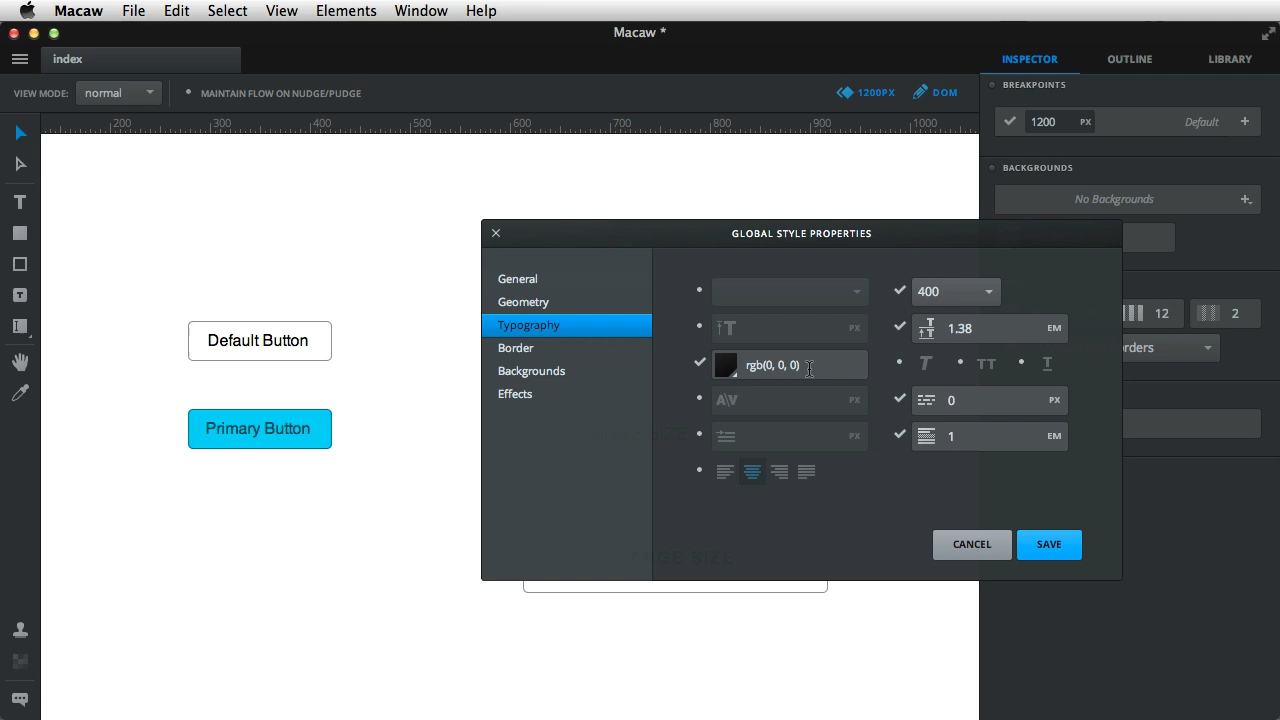 Macaw File Edit Select View Elements Window Help
Macaw *
index
INSPECTOR OUTLINE LIBRARY
VIEW MODE: normal MAINTAIN FLOW ON NUDGE/PUDGE 1200PX DOM
BREAKPOINTS
200 300 400 500 600 700 800 900 1000
1200 PX Default +
BACKGROUNDS
No Backgrounds
GLOBAL STYLE PROPERTIES
General
Geometry
Typography
Border
Backgrounds
Effects
400
PX
1.38 EM
rgb(0, 0, 0)
T TT T
A\V PX
0 PX
PX
1 EM
CANCEL SAVE
12 2
rders
Default Button
Primary Button
SIZE